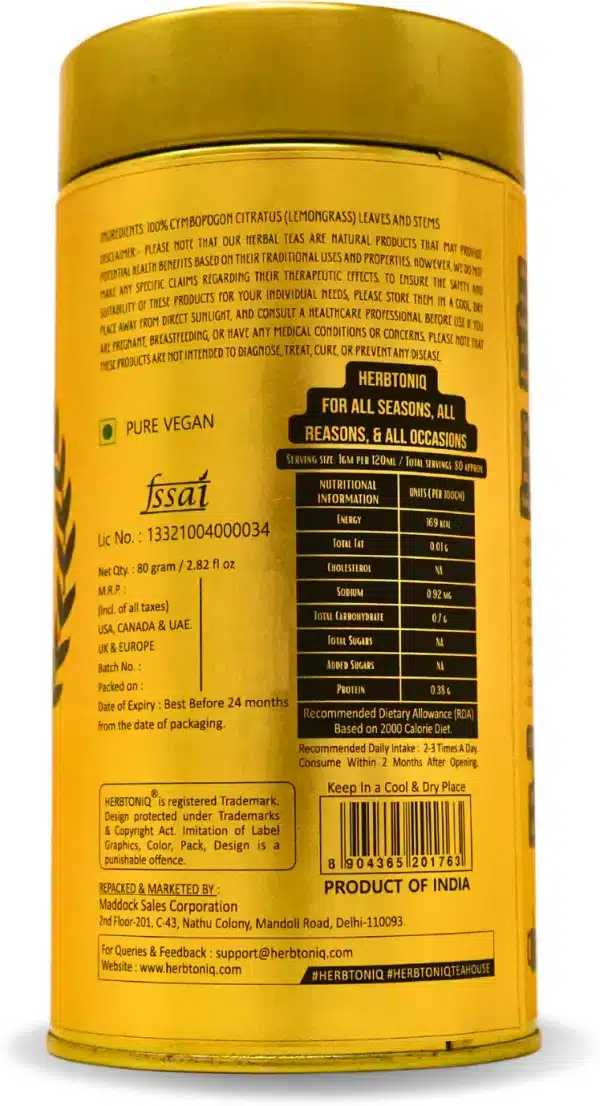 INGREDIENTS: 100% CYMBOPOGON CITRATUS (LEMONGRASS) LEAVES AND STEMS
DISCLAIMER:- PLEASE NOTE THAT OUR HERBAL TEAS ARE NATURAL PRODUCTS THAT MAY PROVIDE
POTENTIAL HEALTH BENEFITS BASED ON THEIR TRADITIONAL USES AND PROPERTIES. HOWEVER, WE DO NOT
MAKE ANY SPECIFIC CLAIMS REGARDING THEIR THERAPEUTIC EFFECTS. TO ENSURE THE SAFETY AND
SUITABILITY OF THESE PRODUCTS FOR YOUR INDIVIDUAL NEEDS, PLEASE STORE THEM IN A COOL, DRY
PLACE AWAY FROM DIRECT SUNLIGHT, AND CONSULT A HEALTHCARE PROFESSIONAL BEFORE USE IF YOU
ARE PREGNANT, BREASTFEEDING, OR HAVE ANY MEDICAL CONDITIONS OR CONCERNS. PLEASE NOTE THAT
THESE PRODUCTS ARE NOT INTENDED TO DIAGNOSE, TREAT, CURE, OR PREVENT ANY DISEASE.
HERBTONIQ
FOR ALL SEASONS, ALL
REASONS, & ALL OCCASIONS
PURE VEGAN
SERVING SIZE 1GM PER 120ML / TOTAL SERVINGS 80 APPROX
fssai
Lic No. : 13321004000034
NUTRITIONAL INFORMATION UNITS (PER 100GM)
ENERGY 169 KCAL
TOTAL FAT 0.01 G
CHOLESTEROL NA
SODIUM 0.92 MG
TOTAL CARBOHYDRATE 0.7 G
TOTAL SUGARS NA
ADDED SUGARS NA
PROTEIN 0.38 G
Recommended Dietary Allowance (RDA)
Based on 2000 Calorie Diet.
Recommended Daily Intake : 2-3 Times A Day.
Consume Within 2 Months After Opening.
Net Qty. : 80 gram / 2.82 fl oz
M.R.P. :
(Incl. of all taxes)
USA, CANADA & UAE.
UK & EUROPE
Batch No. :
Packed on :
Date of Expiry : Best Before 24 months
from the date of packaging.
Keep In a Cool & Dry Place
8 904365 201763
PRODUCT OF INDIA
HERBTONIQ® is registered Trademark.
Design protected under Trademarks
& Copyright Act. Imitation of Label
Graphics, Color, Pack, Design is a
punishable offence.
REPACKED & MARKETED BY :
Maddock Sales Corporation
2nd Floor-201, C-43, Nathu Colony, Mandoli Road, Delhi-110093.
For Queries & Feedback : support@herbtoniq.com
Website : www.herbtoniq.com
#HERBTONIQ #HERBTONIQTEAHOUSE